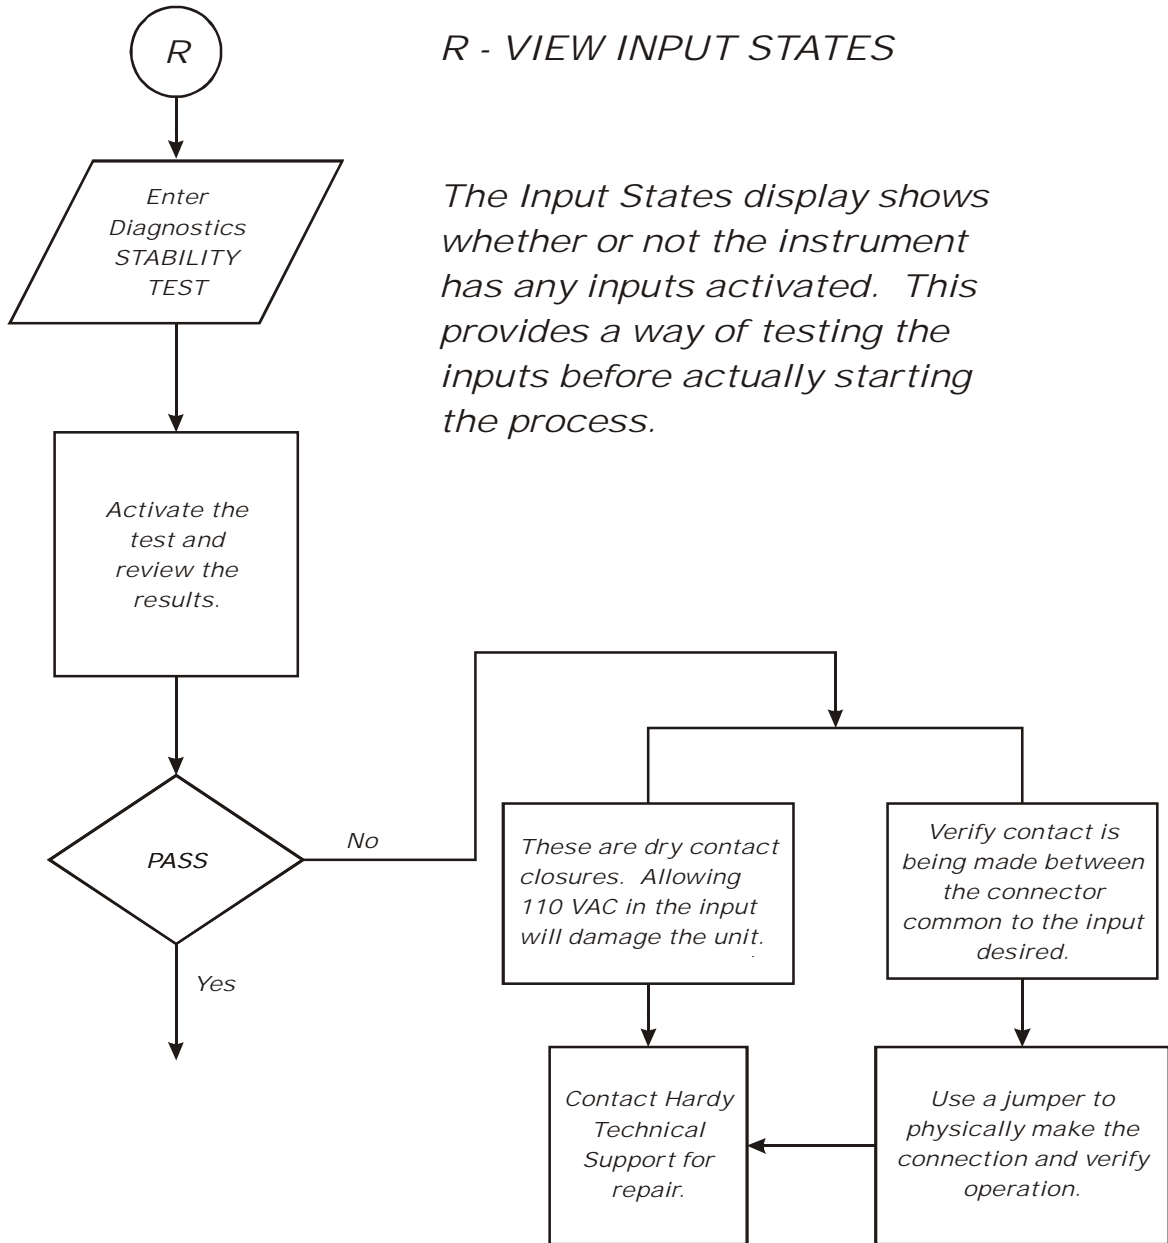 R
R - VIEW INPUT STATES
Enter
Diagnostics
STABILITY
TEST
The Input States display shows
whether or not the instrument
has any inputs activated. This
provides a way of testing the
inputs before actually starting
the process.
Activate the
test and
review the
results.
PASS
No
Yes
These are dry contact
closures. Allowing
110 VAC in the input
will damage the unit.
.
Verify contact is
being made between
the connector
common to the input
desired.
Contact Hardy
Technical
Support for
repair.
Use a jumper to
physically make the
connection and verify
operation.